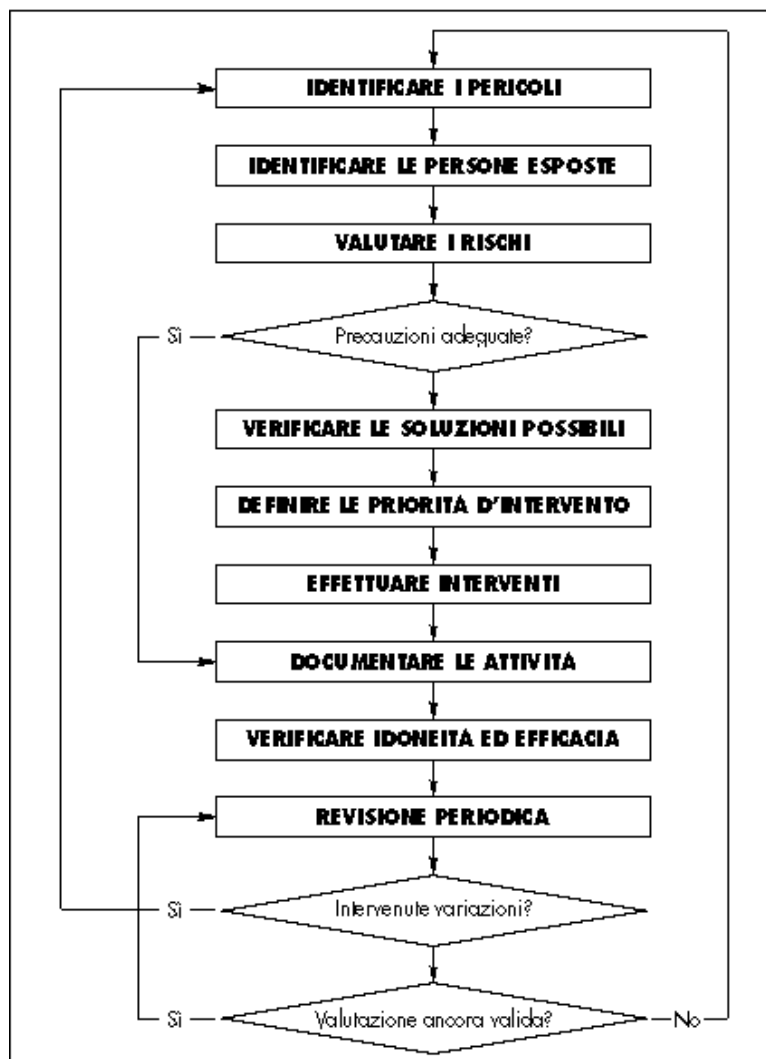 IDENTIFICARE I PERICOLI
IDENTIFICARE LE PERSONE ESPOSTE
VALUTARE I RISCHI
Sì
Precauzioni adeguate?
VERIFICARE LE SOLUZIONI POSSIBILI
DEFINIRE LE PRIORITÀ D'INTERVENTO
EFFETTUARE INTERVENTI
DOCUMENTARE LE ATTIVITÀ
VERIFICARE IDONEITÀ ED EFFICACIA
REVISIONE PERIODICA
Sì
Intervenute variazioni?
Sì
Valutazione ancora valida?
No